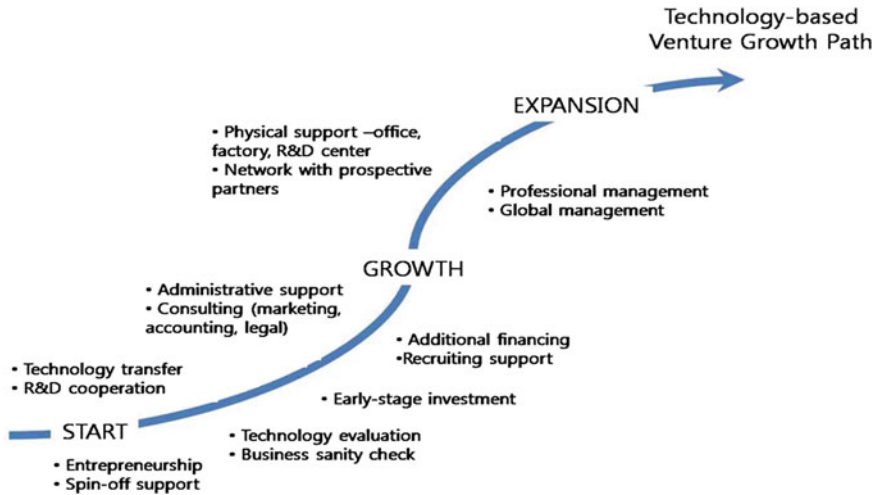 Technology-based
Venture Growth Path
EXPANSION
• Physical support –office,
factory, R&D center
• Network with prospective
partners
• Professional management
• Global management
GROWTH
• Administrative support
• Consulting (marketing,
accounting, legal)
• Additional financing
•Recruiting support
• Technology transfer
• R&D cooperation
• Early-stage investment
START
• Technology evaluation
• Business sanity check
• Entrepreneurship
• Spin-off support